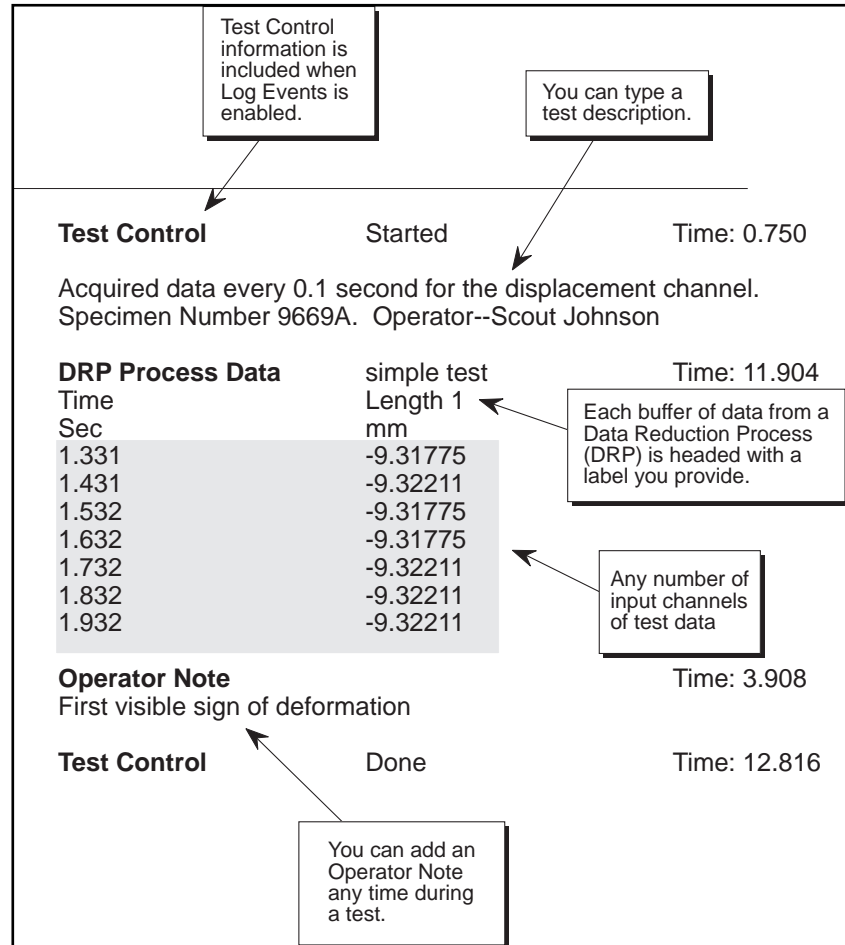 Test Control
information is
included when
Log Events is
enabled.
You can type a
test description.
Test Control Started Time: 0.750
Acquired data every 0.1 second for the displacement channel.
Specimen Number 9669A. Operator--Scout Johnson
DRP Process Data simple test Time: 11.904
Time Length 1
Sec mm
1.331 -9.31775
1.431 -9.32211
1.532 -9.31775
1.632 -9.31775
1.732 -9.32211
1.832 -9.32211
1.932 -9.32211
Each buffer of data from a
Data Reduction Process
(DRP) is headed with a
label you provide.
Any number of
input channels
of test data
Operator Note Time: 3.908
First visible sign of deformation
Test Control Done Time: 12.816
You can add an
Operator Note
any time during
a test.